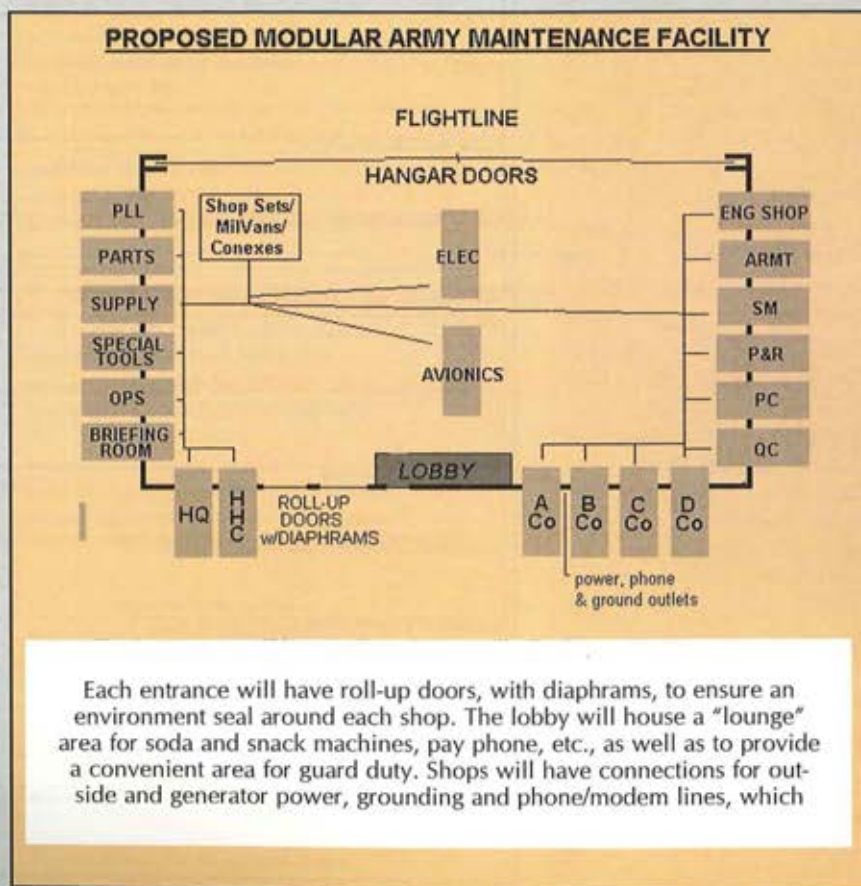 PROPOSED MODULAR ARMY MAINTENANCE FACILITY
FLIGHTLINE
HANGAR DOORS
PLL
PARTS
SUPPLY
SPECIAL
TOOLS
OPS
BRIEFING
ROOM
Shop Sets/
MilVans/
Conexes
ELEC
AVIONICS
ENG SHOP
ARMT
SM
P&R
PC
QC
LOBBY
HQ
HHC
ROLL-UP
DOORS
w/DIAPHRAMS
A Co
B Co
C Co
D Co
power, phone
& ground outlets
Each entrance will have roll-up doors, with diaphrams, to ensure an
environment seal around each shop. The lobby will house a "lounge"
area for soda and snack machines, pay phone, etc., as well as to provide
a convenient area for guard duty. Shops will have connections for out-
side and generator power, grounding and phone/modem lines, which